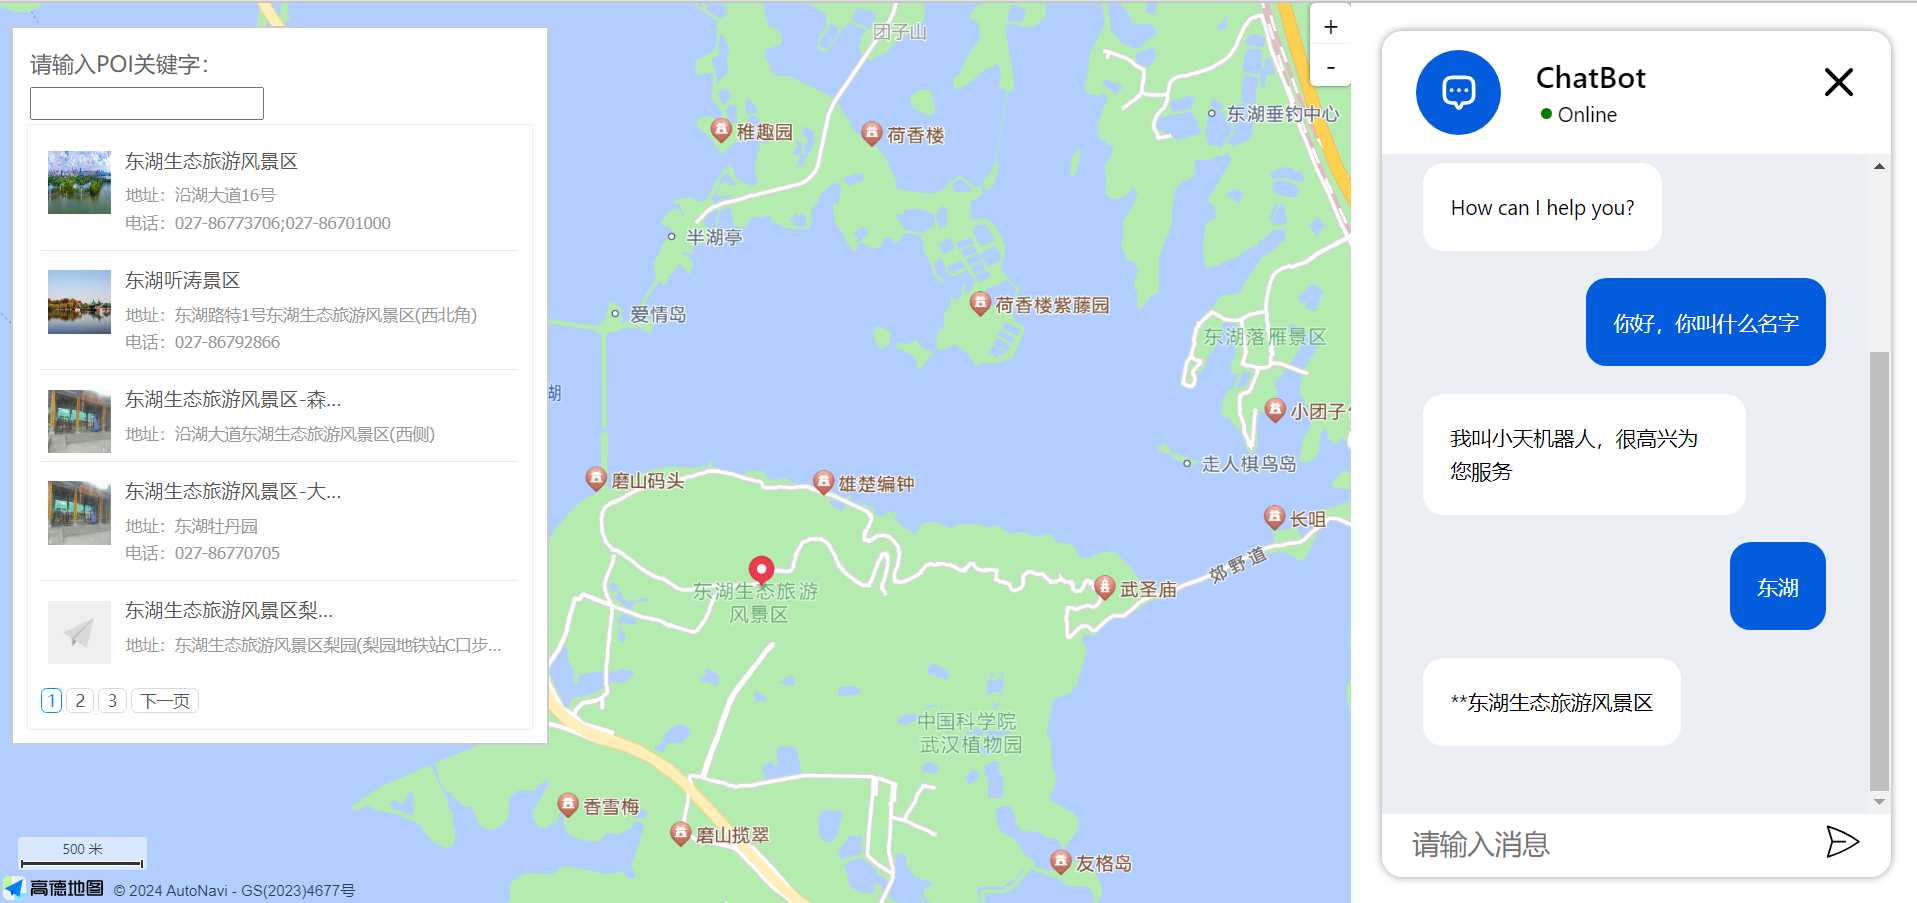 请输入POI关键字：
东湖生态旅游风景区
地址：沿湖大道16号
电话：027-86773706;027-86701000
东湖听涛景区
地址：东湖路特1号东湖生态旅游风景区(西北角)
电话：027-86792866
东湖生态旅游风景区-森...
地址：沿湖大道东湖生态旅游风景区(西侧)
东湖生态旅游风景区-大...
地址：东湖牡丹园
电话：027-86770705
东湖生态旅游风景区梨...
地址：东湖生态旅游风景区梨园(梨园地铁站C口步...
1 2 3 下一页
团子山
+
-
东湖垂钓中心
稚趣园
荷香楼
半湖亭
爱情岛
荷香楼紫藤园
东湖落雁景区
湖
小团子
走人棋鸟岛
磨山码头
雄楚编钟
长咀
郊野道
武圣庙
东湖生态旅游
风景区
中国科学院
武汉植物园
香雪梅
磨山揽翠
友格岛
500 米
高德地图 © 2024 AutoNavi - GS(2023)4677号
ChatBot
Online
How can I help you?
你好，你叫什么名字
我叫小天机器人，很高兴为
您服务
东湖
**东湖生态旅游风景区
请输入消息